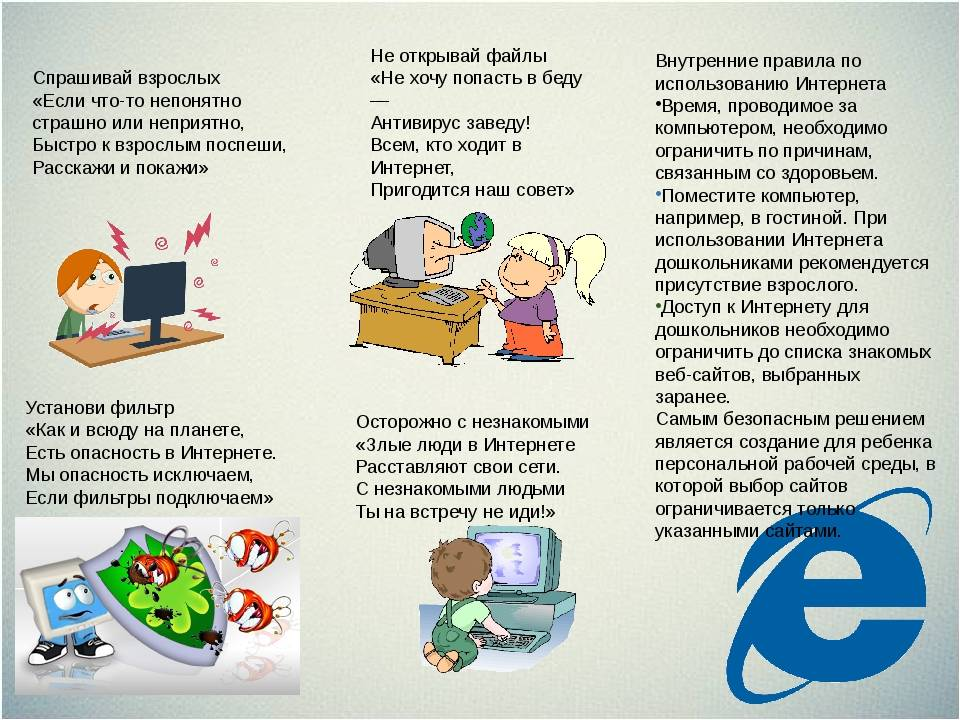 Спрашивай взрослых
«Если что-то непонятно
страшно или неприятно,
Быстро к взрослым поспеши,
Расскажи и покажи»
Не открывай файлы
«Не хочу попасть в беду
—
Антивирус заведу!
Всем, кто ходит в
Интернет,
Пригодится наш совет»
Установи фильтр
«Как и всюду на планете,
Есть опасность в Интернете.
Мы опасность исключаем,
Если фильтры подключаем»
Осторожно с незнакомыми
«Злые люди в Интернете
Расставляют свои сети.
С незнакомыми людьми
Ты на встречу не иди!»
Внутренние правила по
использованию Интернета
•Время, проводимое за
компьютером, необходимо
ограничить по причинам,
связанным со здоровьем.
•Поместите компьютер,
например, в гостиной. При
использовании Интернета
дошкольниками рекомендуется
присутствие взрослого.
•Доступ к Интернету для
дошкольников необходимо
ограничить до списка знакомых
веб-сайтов, выбранных
заранее.
Самым безопасным решением
является создание для ребенка
персональной рабочей среды, в
которой выбор сайтов
ограничивается только
указанными сайтами.